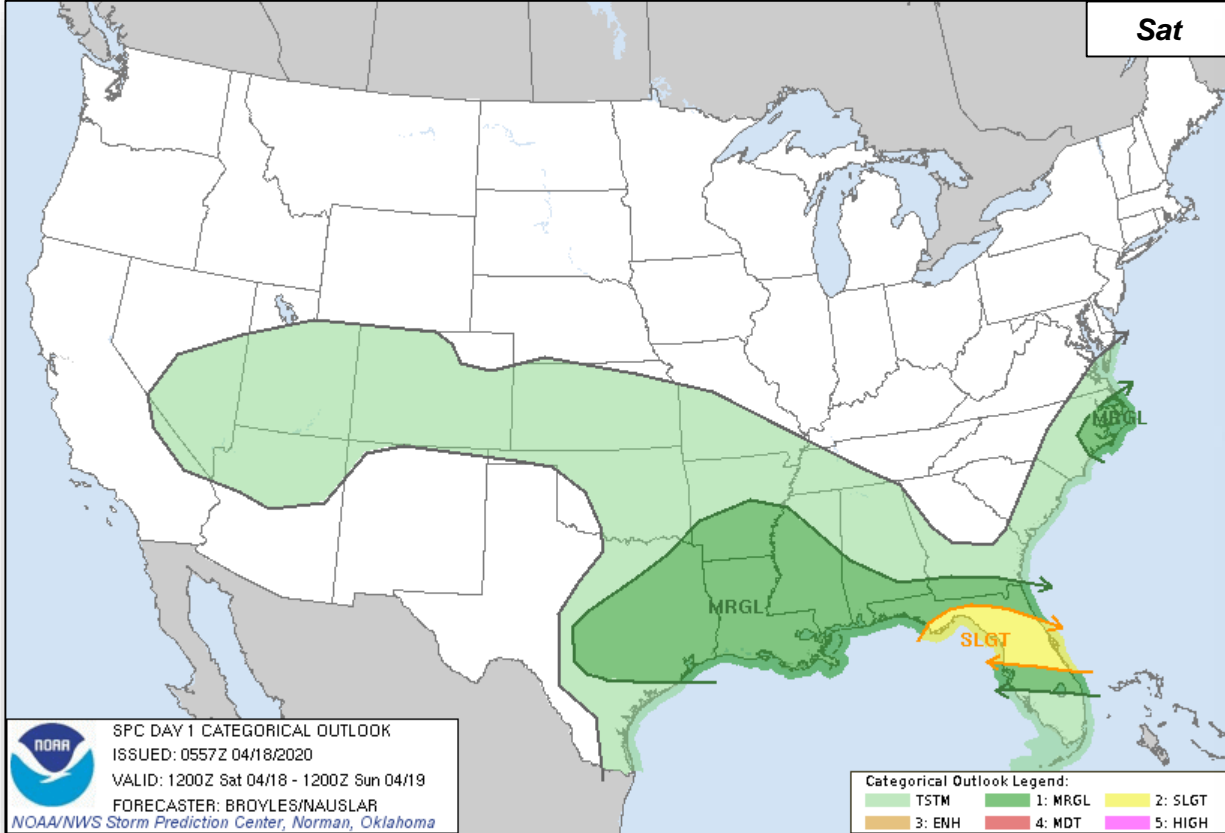 Sat
MRGL
MRGL
SLGT
NOAA
SPC DAY 1 CATEGORICAL OUTLOOK
ISSUED: 0557Z 04/18/2020
VALID: 1200Z Sat 04/18 - 1200Z Sun 04/19
FORECASTER: BROYLES/NAUSLAR
NOAA/NWS Storm Prediction Center, Norman, Oklahoma
Categorical Outlook Legend:
TSTM 1: MRGL 2: SLGT
3: ENH 4: MDT 5: HIGH